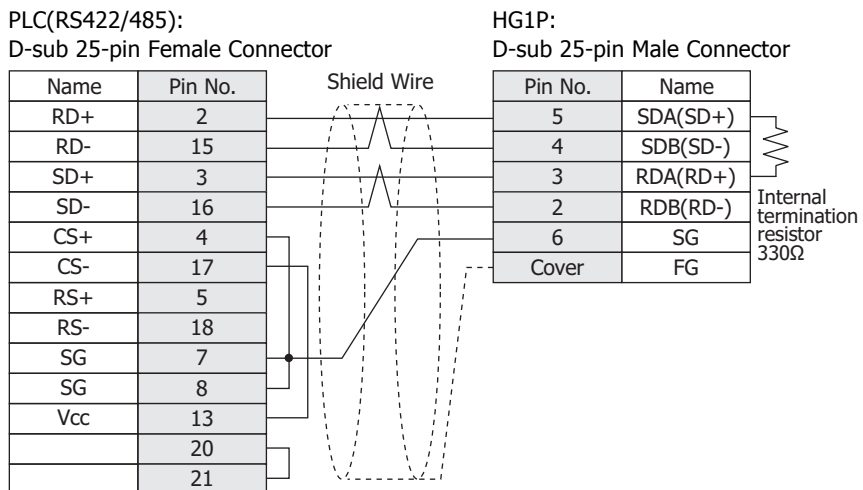 PLC(RS422/485):
D-sub 25-pin Female Connector
HG1P:
D-sub 25-pin Male Connector
Name Pin No.
RD+ 2
RD- 15
SD+ 3
SD- 16
CS+ 4
CS- 17
RS+ 5
RS- 18
SG 7
SG 8
Vcc 13
20
21
Shield Wire
Pin No. Name
5 SDA(SD+)
4 SDB(SD-)
3 RDA(RD+)
2 RDB(RD-)
6 SG
Cover FG
Internal
termination
resistor
330Ω